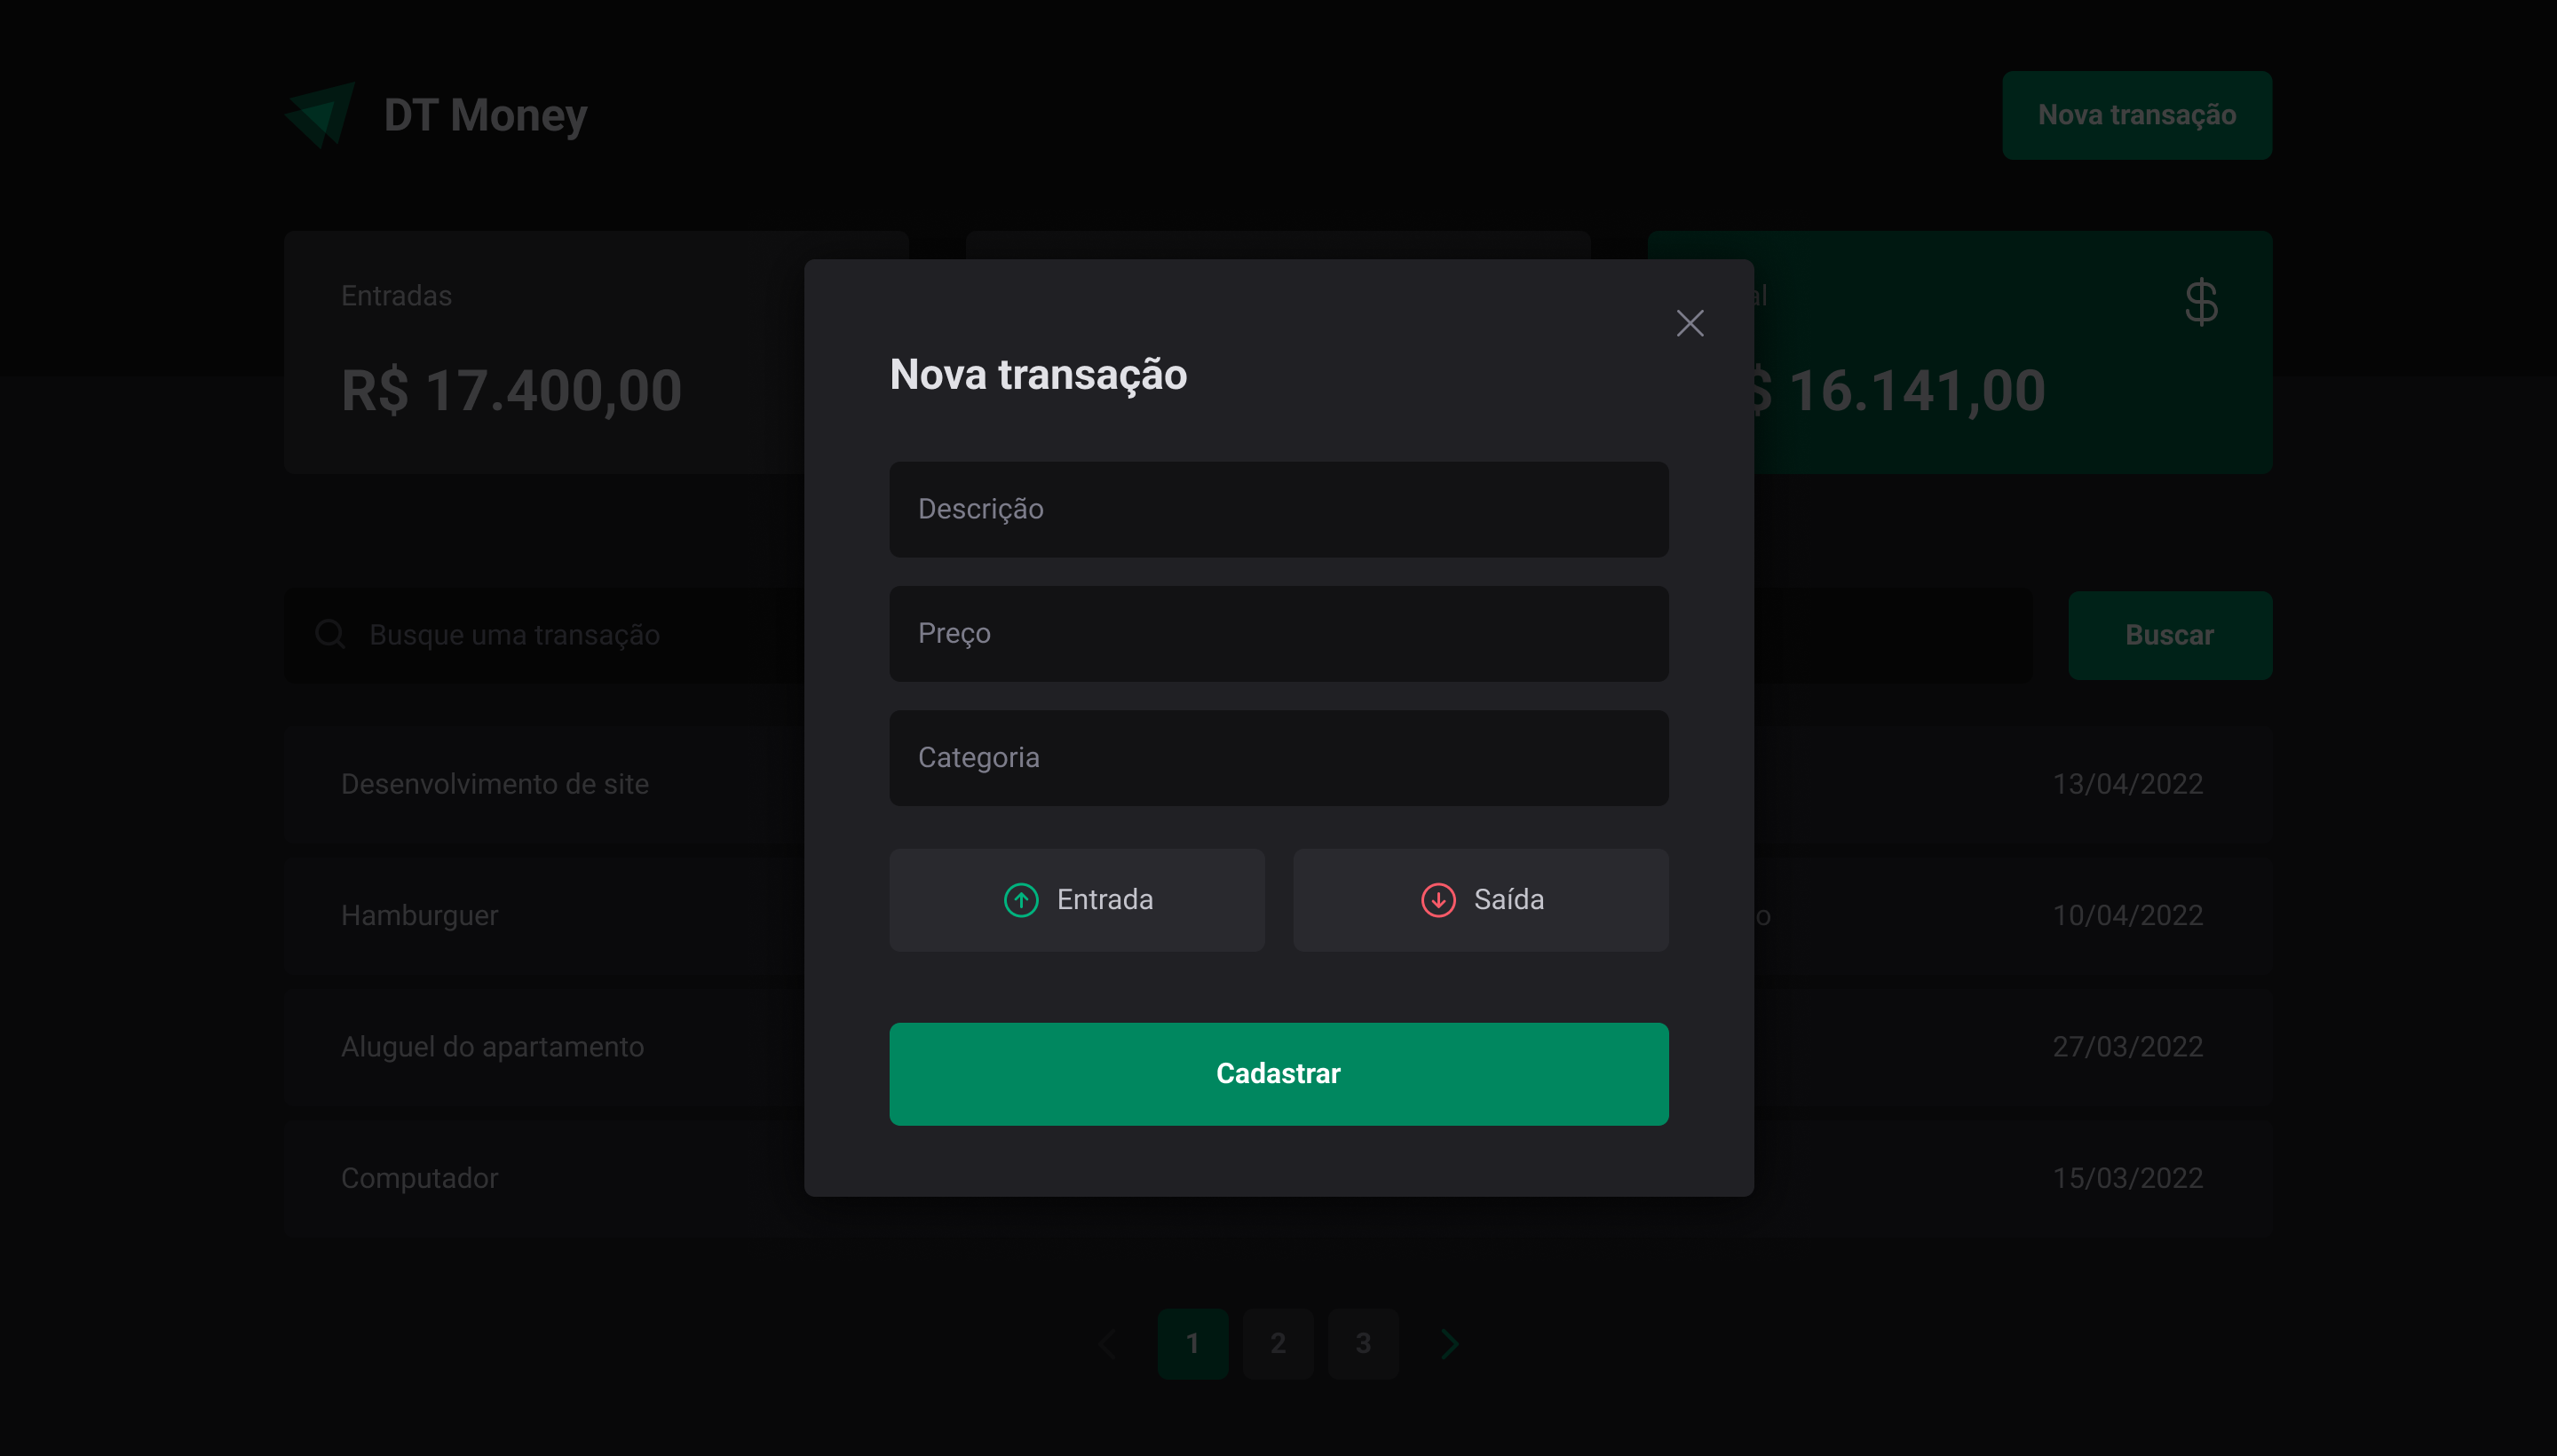 DT Money
Nova transação
Entradas
al
$
R$ 17.400,00
$ 16.141,00
Nova transação
Descrição
Preço
Categoria
Entrada
Saída
Cadastrar
Busque uma transação
Buscar
Desenvolvimento de site
13/04/2022
Hamburguer
o
10/04/2022
Aluguel do apartamento
27/03/2022
Computador
15/03/2022
1 2 3